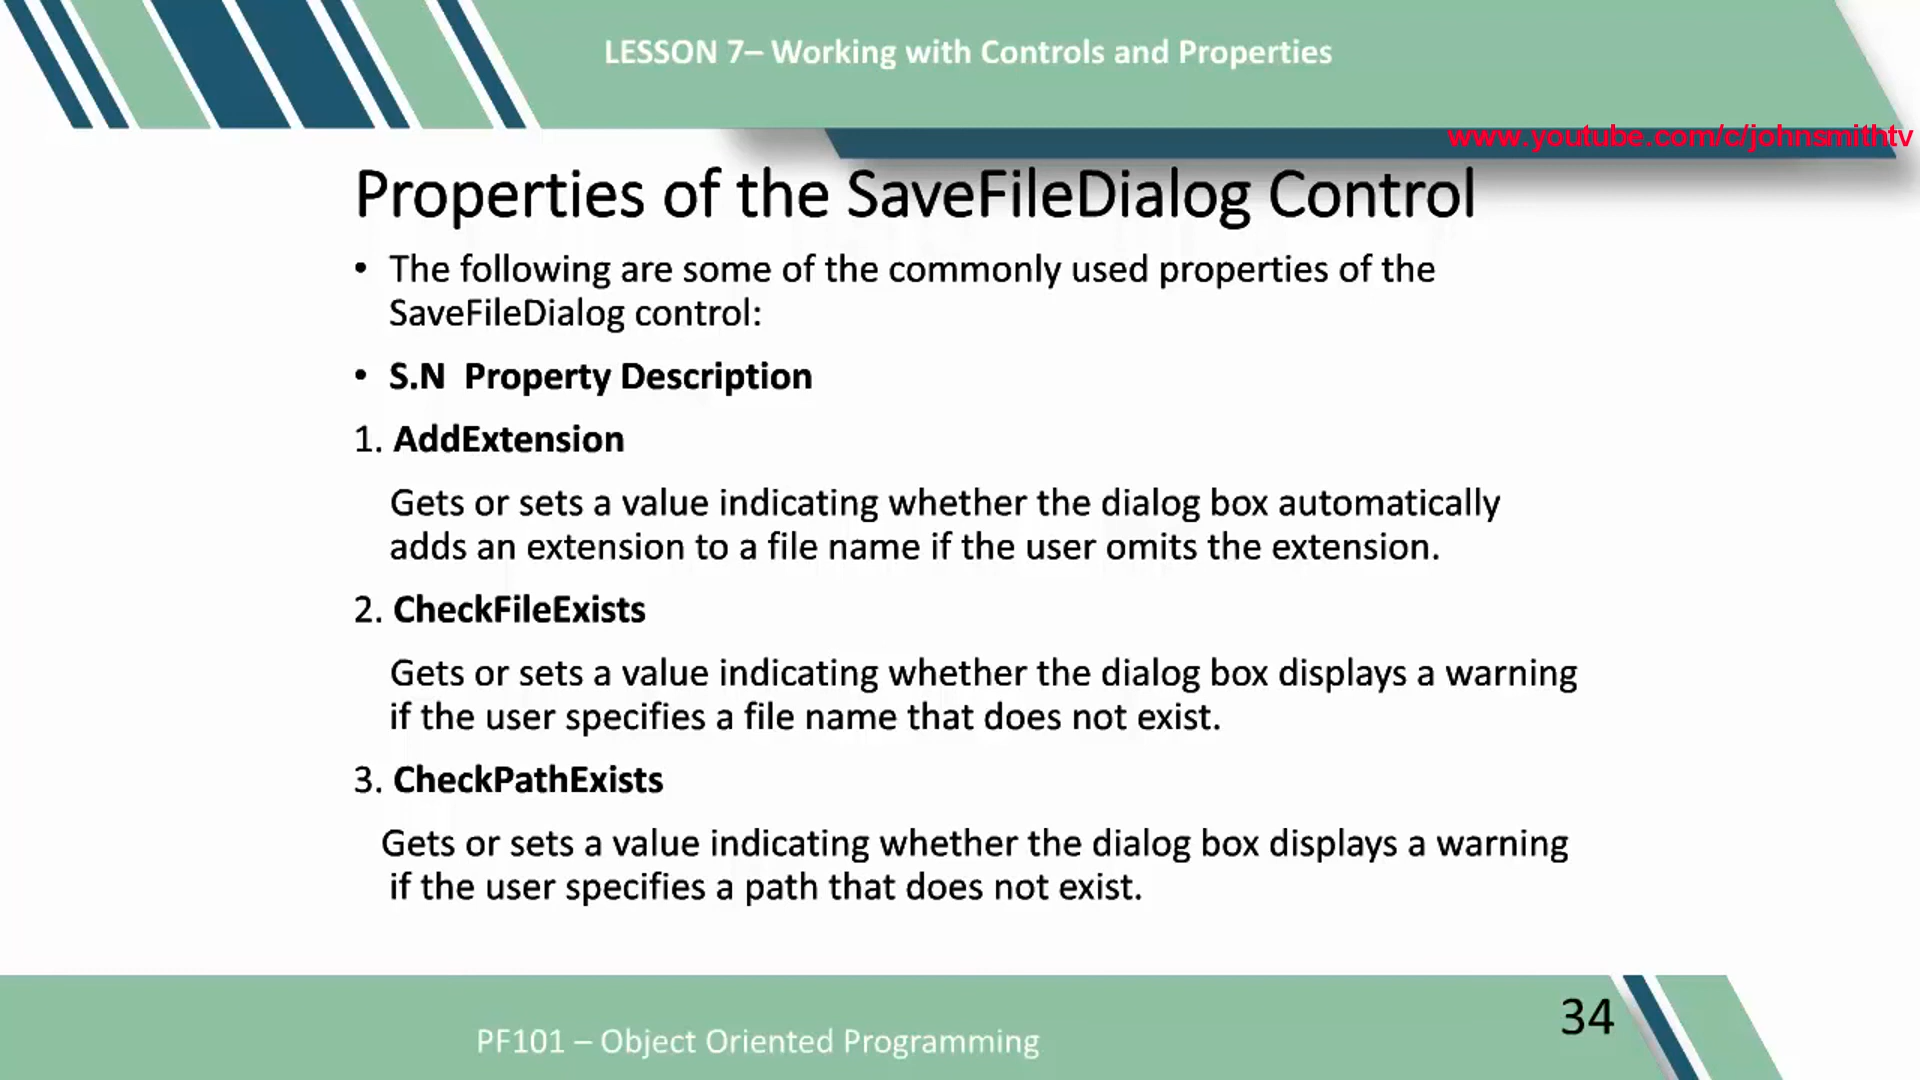 LESSON 7– Working with Controls and Properties
www.youtube.com/c/johnsmithtv
Properties of the SaveFileDialog Control
• The following are some of the commonly used properties of the
SaveFileDialog control:
• S.N  Property Description
1. AddExtension
Gets or sets a value indicating whether the dialog box automatically
adds an extension to a file name if the user omits the extension.
2. CheckFileExists
Gets or sets a value indicating whether the dialog box displays a warning
if the user specifies a file name that does not exist.
3. CheckPathExists
Gets or sets a value indicating whether the dialog box displays a warning
if the user specifies a path that does not exist.
34
PF101 – Object Oriented Programming